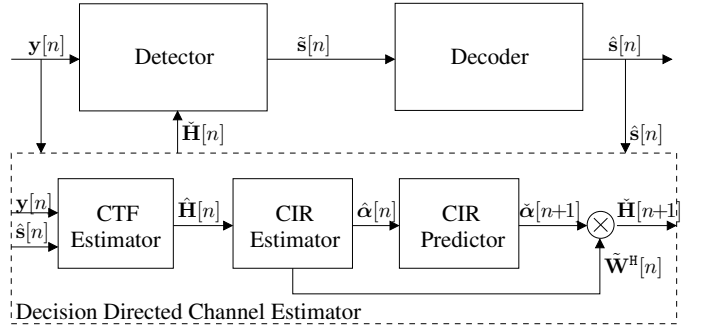 𝐲[n]
Detector
𝐬̃[n]
Decoder
𝐬̂[n]
𝐇̌[n]
𝐬̂[n]
𝐲[n]
𝐬̂[n]
CTF
Estimator
𝐇̂[n]
CIR
Estimator
𝛂̂[n]
CIR
Predictor
𝛂̌[n+1]
𝐇̌[n+1]
𝐖̃ᴴ[n]
Decision Directed Channel Estimator